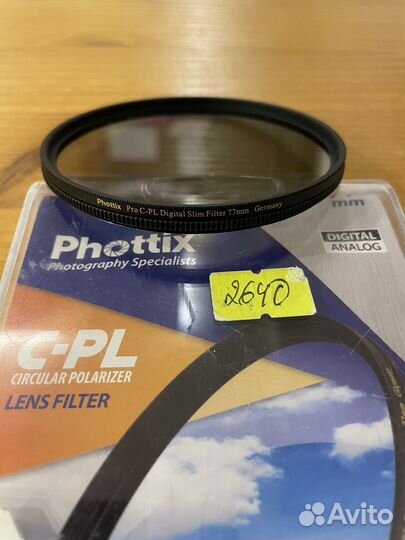 Phottix Pro C-PL Digital Slim Filter 77mm Germany
mm
Phottix
Photography Specialists
DIGITAL
ANALOG
2640
C-PL
CIRCULAR POLARIZER
LENS FILTER
Avito